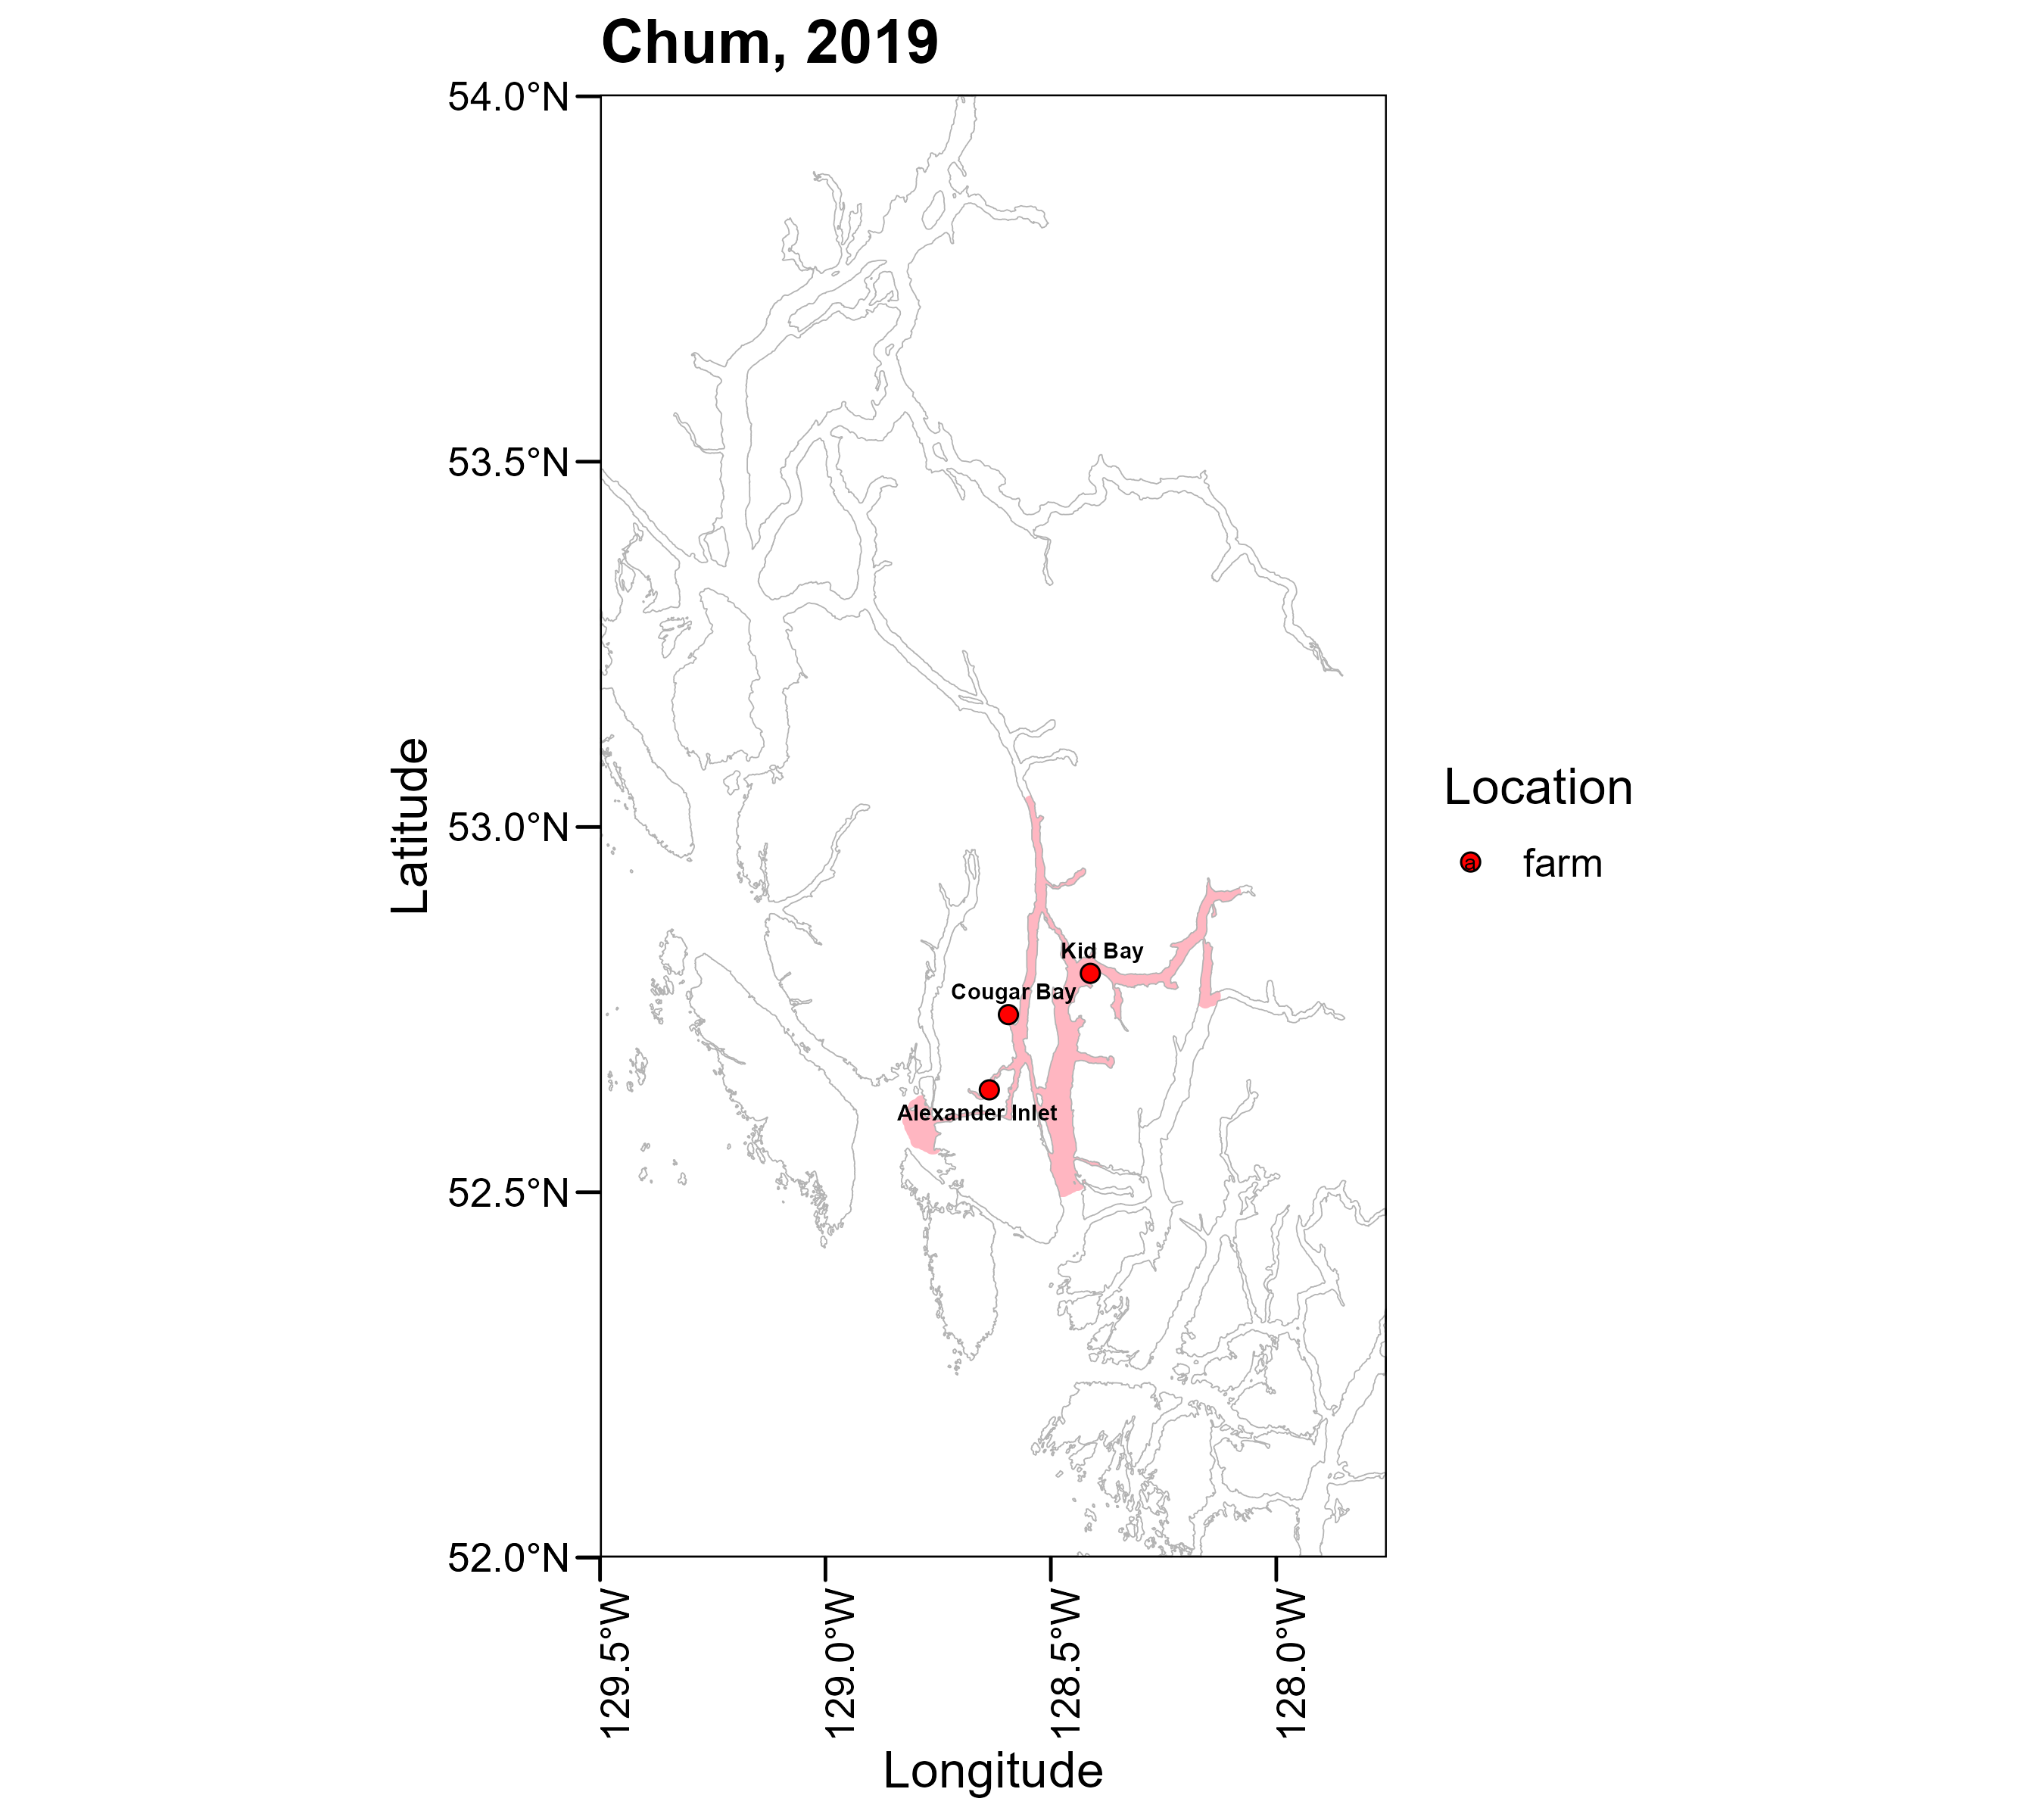 Chum, 2019
54.0°N
53.5°N
53.0°N
52.5°N
52.0°N
Latitude
Kid Bay
Cougar Bay
Alexander Inlet
129.5°W
129.0°W
128.5°W
128.0°W
Longitude
Location
a farm